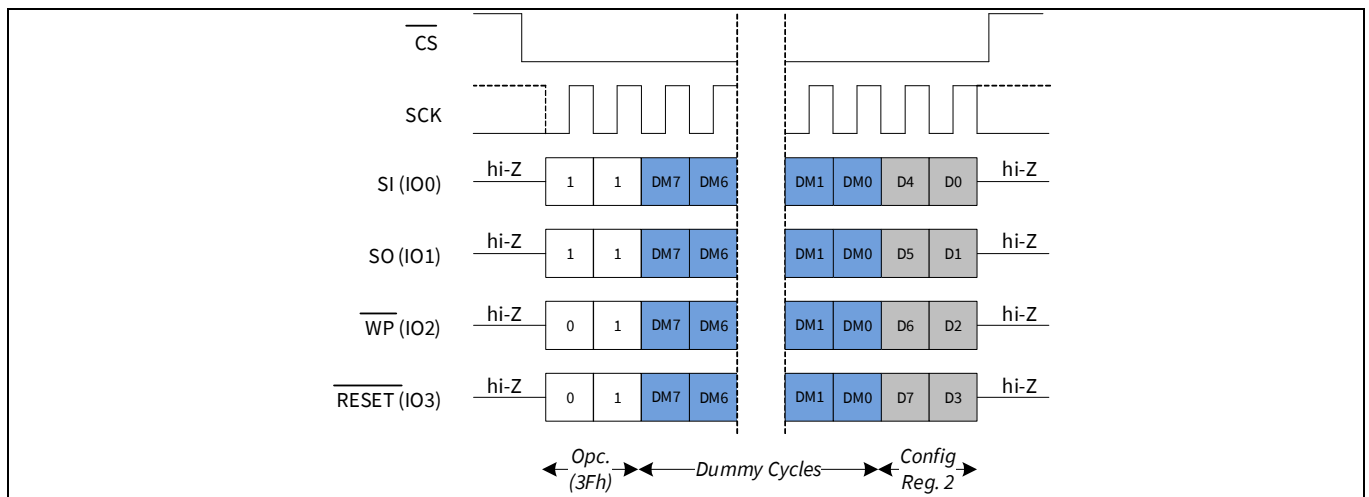 CS
SCK
SI (IO0) hi-Z 1 1 DM7 DM6 DM1 DM0 D4 D0 hi-Z
SO (IO1) hi-Z 1 1 DM7 DM6 DM1 DM0 D5 D1 hi-Z
WP (IO2) hi-Z 0 1 DM7 DM6 DM1 DM0 D6 D2 hi-Z
RESET (IO3) hi-Z 0 1 DM7 DM6 DM1 DM0 D7 D3 hi-Z
Opc. (3Fh) Dummy Cycles Config Reg. 2